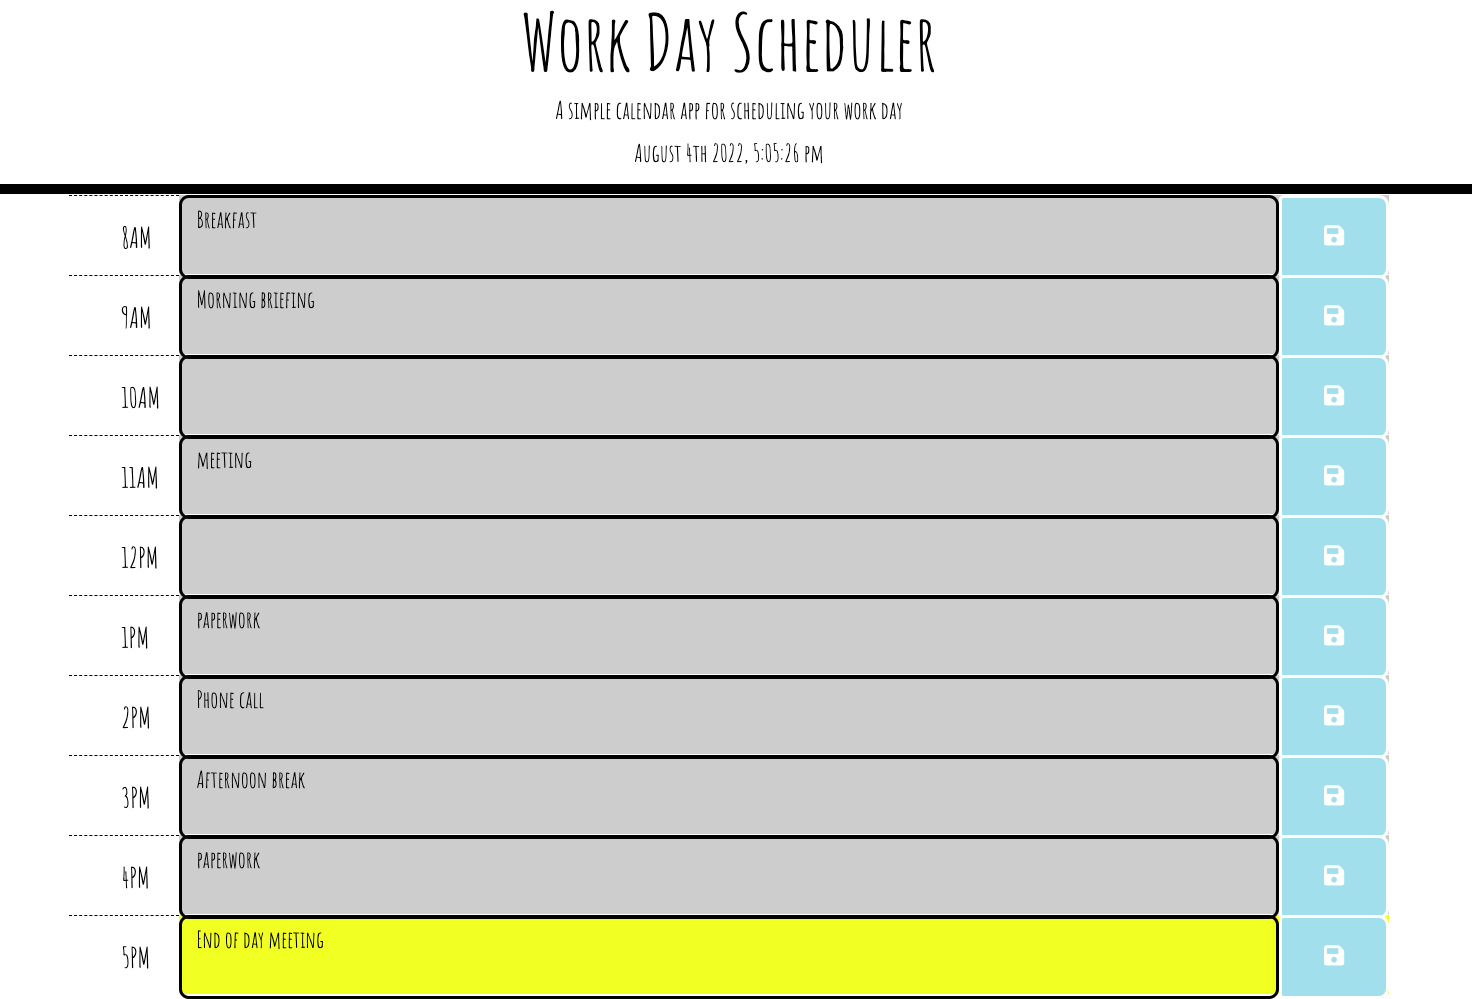 Work Day Scheduler
A simple calendar app for scheduling your work day
August 4th 2022, 5:05:26 pm
8AM Breakfast
9AM Morning briefing
10AM
11AM meeting
12PM
1PM paperwork
2PM Phone call
3PM Afternoon break
4PM paperwork
5PM End of day meeting